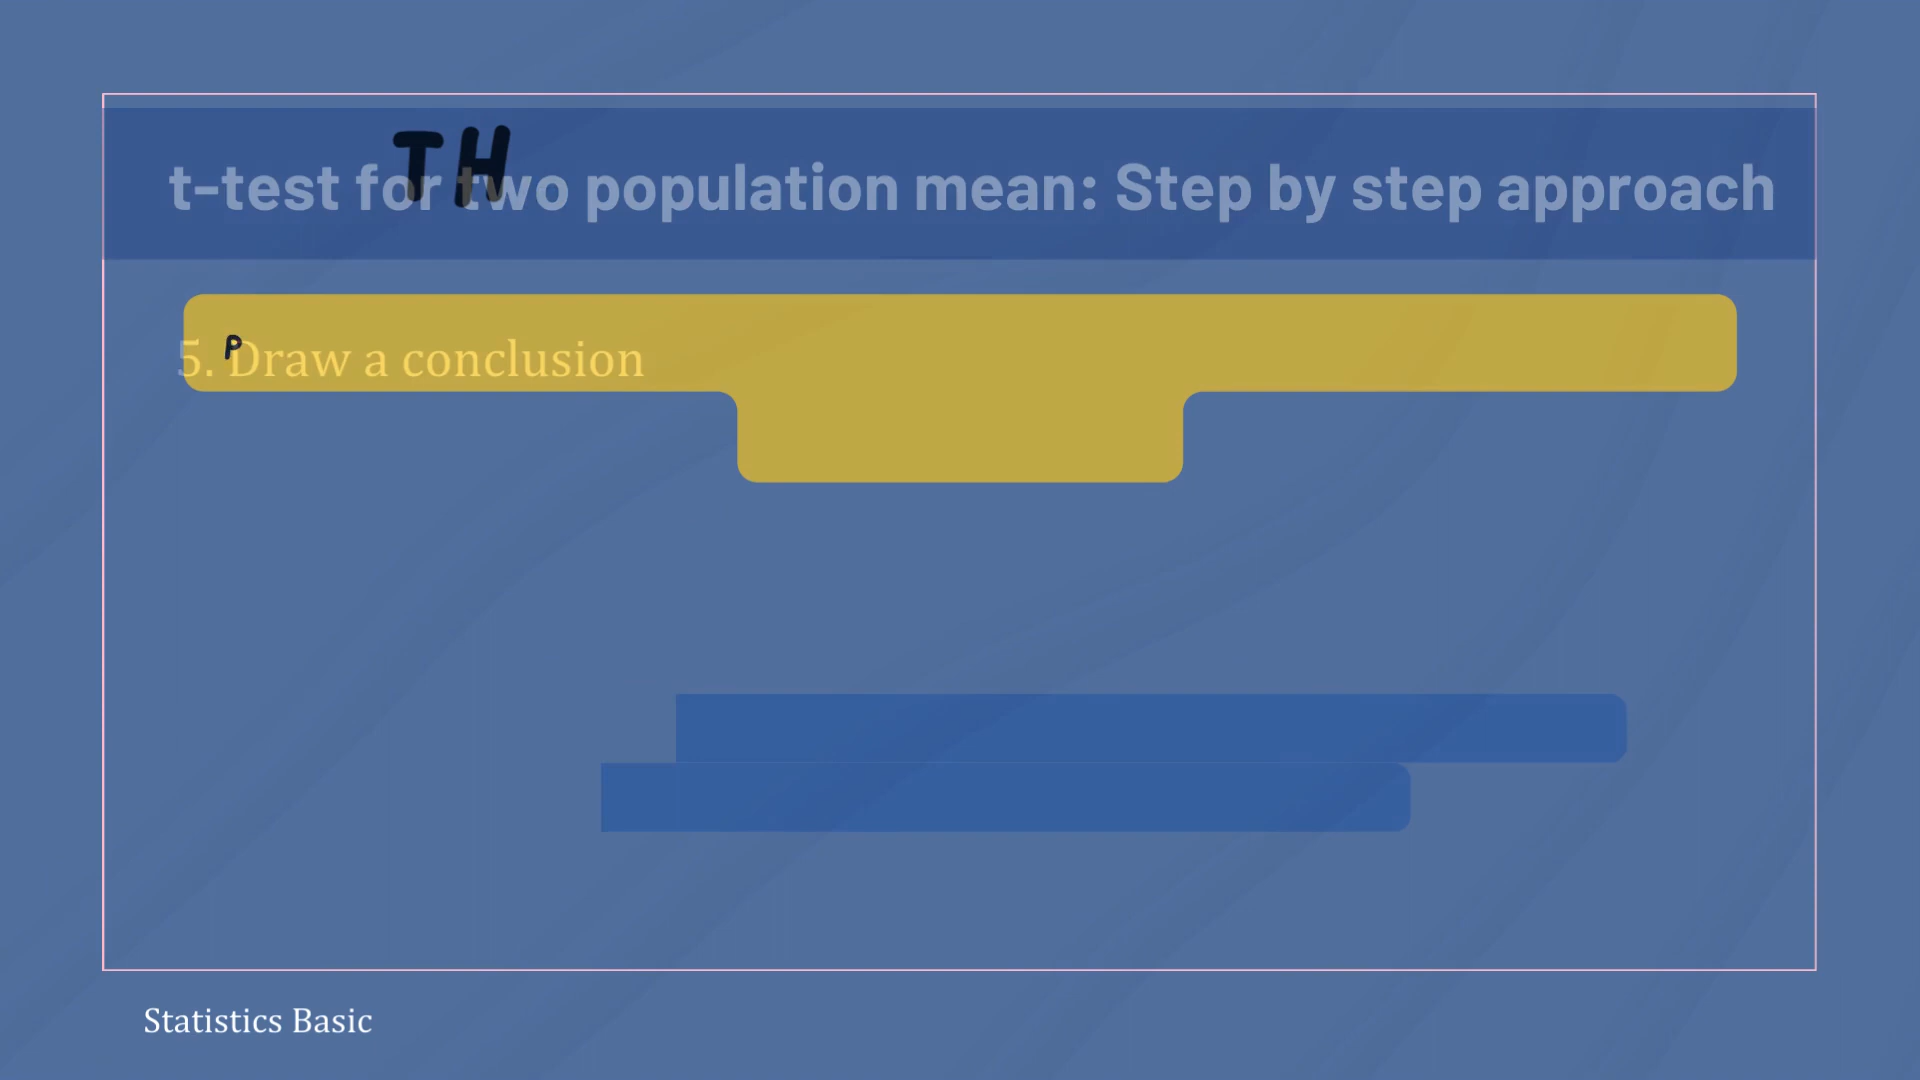 TH
t-test for two population mean: Step by step approach
P
5. Draw a conclusion
Statistics Basic